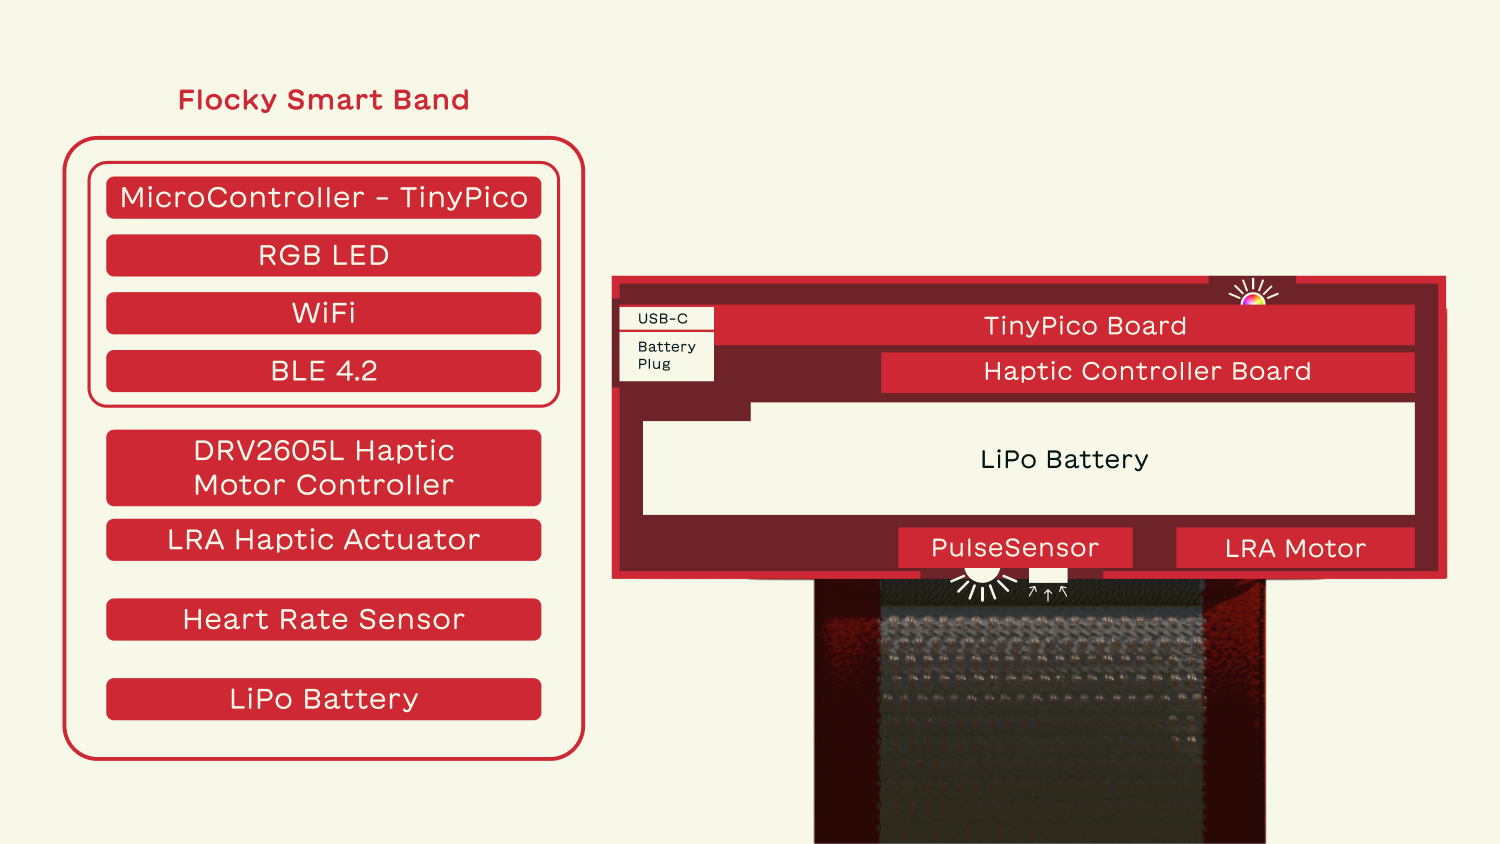 Flocky Smart Band
MicroController - TinyPico
RGB LED
WiFi
BLE 4.2
DRV2605L Haptic
Motor Controller
LRA Haptic Actuator
Heart Rate Sensor
LiPo Battery
USB-C
Battery
Plug
TinyPico Board
Haptic Controller Board
LiPo Battery
PulseSensor
LRA Motor